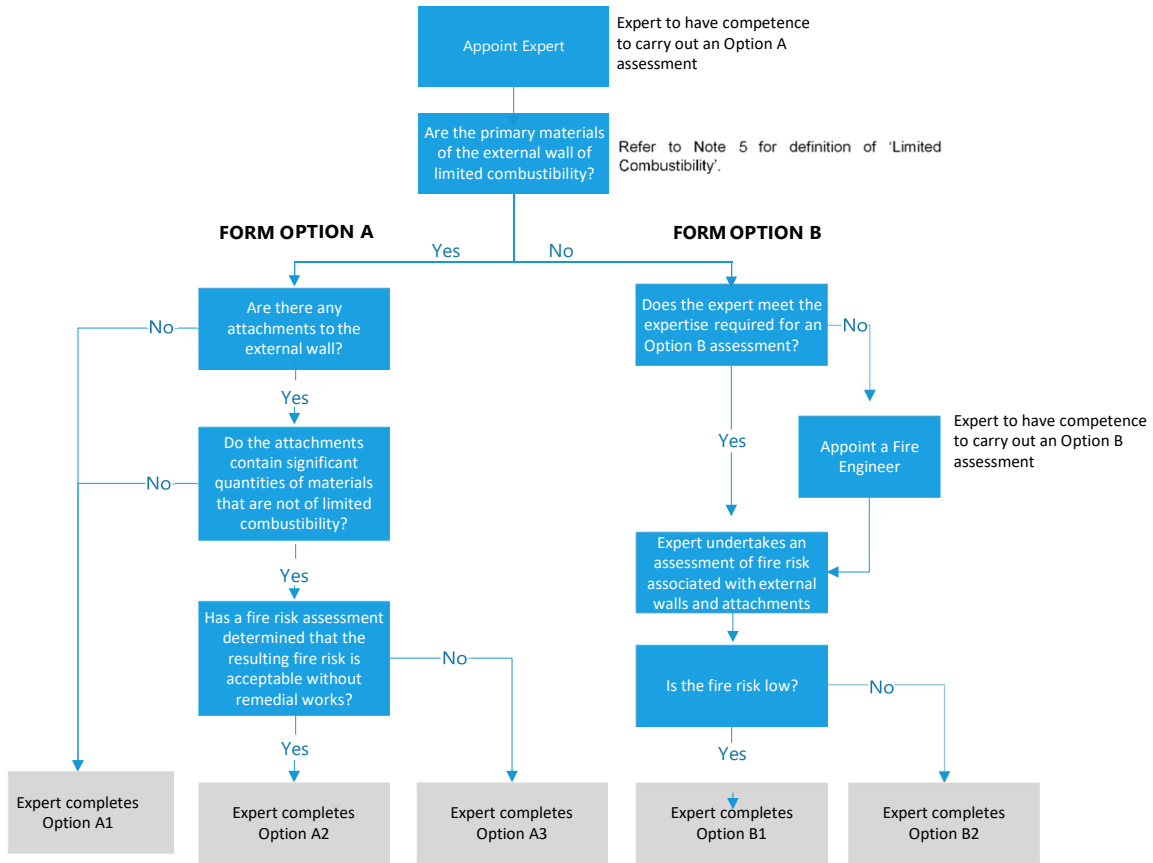 Appoint Expert
Expert to have competence
to carry out an Option A
assessment
Are the primary materials
of the external wall of
limited combustibility?
Refer to Note 5 for definition of ‘Limited
Combustibility’.
FORM OPTION A
FORM OPTION B
Yes
No
Are there any
attachments to the
external wall?
No
Does the expert meet the
expertise required for an
Option B assessment?
No
Yes
Do the attachments
contain significant
quantities of materials
that are not of limited
combustibility?
No
Yes
Appoint a Fire
Engineer
Expert to have competence
to carry out an Option B
assessment
Yes
Expert undertakes an
assessment of fire risk
associated with external
walls and attachments
Has a fire risk assessment
determined that the
resulting fire risk is
acceptable without
remedial works?
No
Is the fire risk low?
No
Yes
Yes
Expert completes
Option A1
Expert completes
Option A2
Expert completes
Option A3
Expert completes
Option B1
Expert completes
Option B2